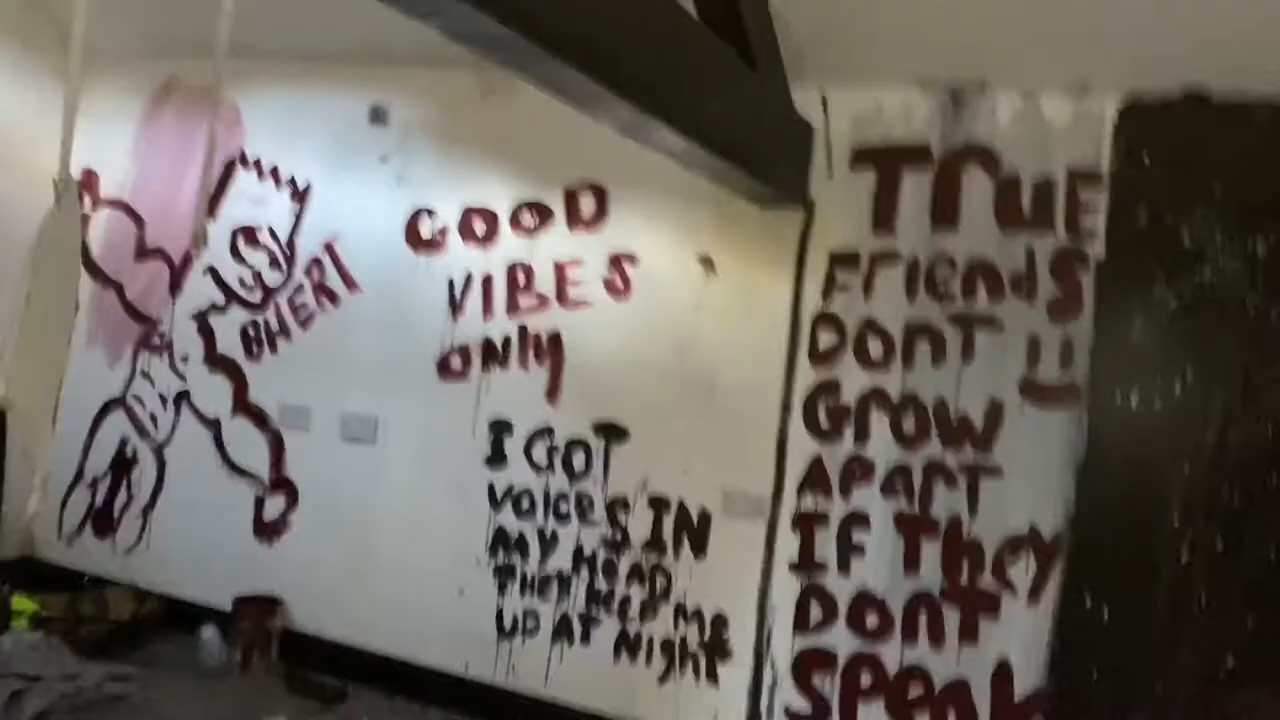 BHERI
GOOD
VIBES
ONly
I GOT
VoiceS IN
MY HEAD
THEY KEEP ME
UP AT NigHt
TrUE
FriendS
DONT :)
Grow
APArT
IF They
DONT
Speak